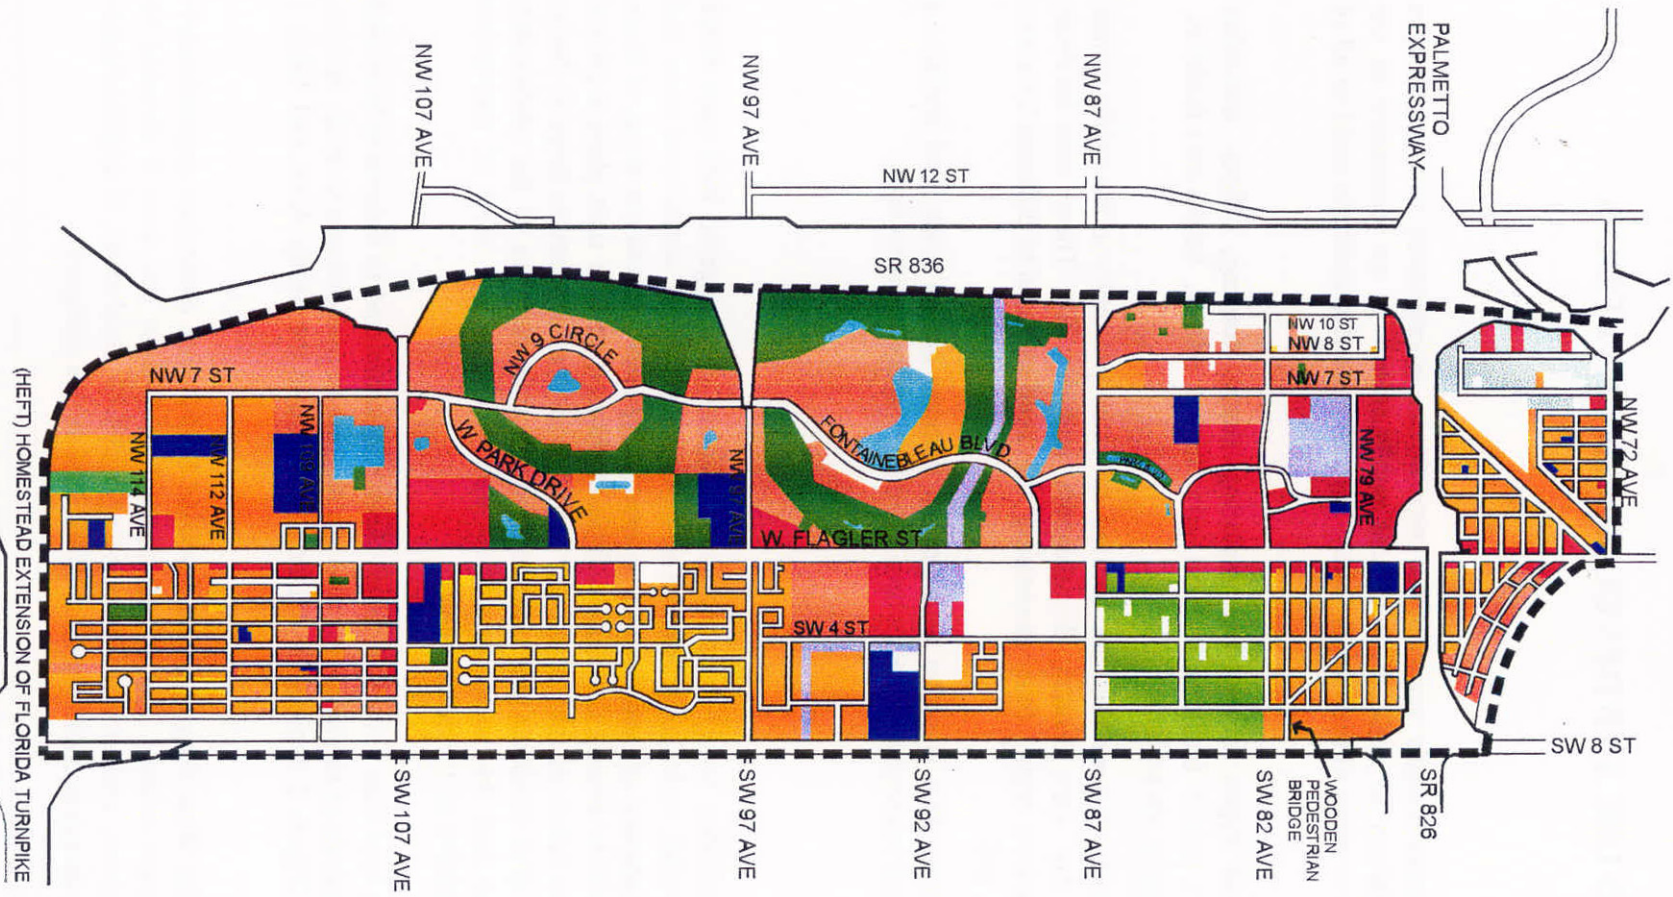 PALMETTO
EXPRESSWAY
NW 107 AVE
NW 97 AVE
NW 87 AVE
NW 12 ST
SR 836
NW 10 ST
NW 8 ST
NW 7 ST
NW 9 CIRCLE
NW 7 ST
NW 72 AVE
W PARK DRIVE
FONTAINEBLEAU BLVD
NW 79 AVE
NW 114 AVE
NW 112 AVE
NW 109 AVE
NW 97 AVE
W. FLAGLER ST
SW 4 ST
SW 8 ST
SW 107 AVE
SW 97 AVE
SW 92 AVE
SW 87 AVE
SW 82 AVE
WOODEN
PEDESTRIAN
BRIDGE
SR 826
(HEFT) HOMESTEAD EXTENSION OF FLORIDA TURNPIKE